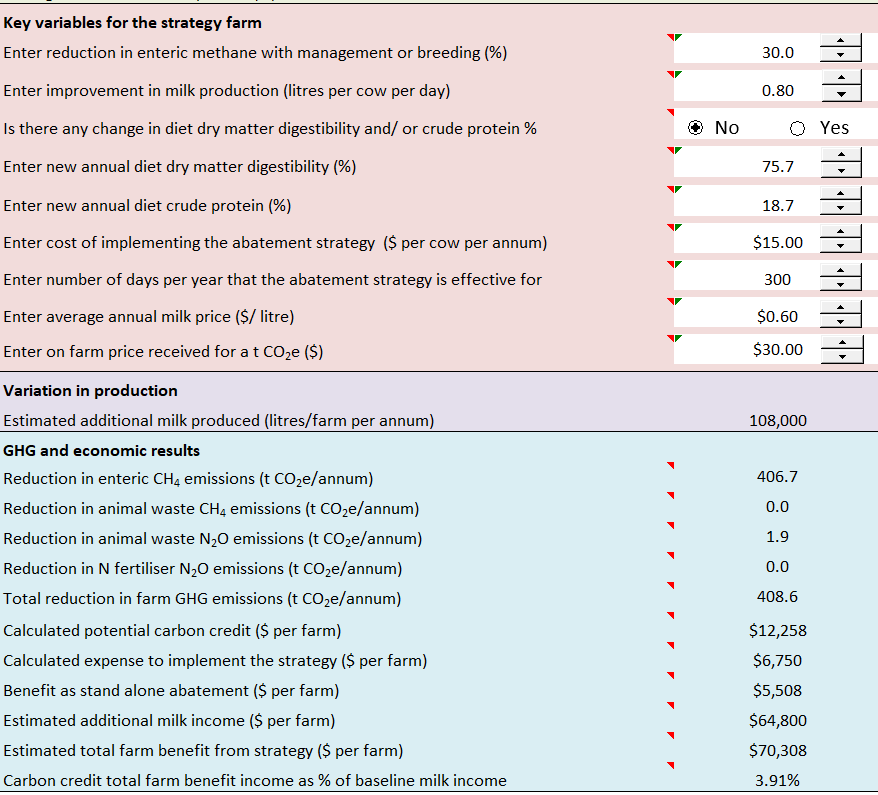 Key variables for the strategy farm
Enter reduction in enteric methane with management or breeding (%) 30.0
Enter improvement in milk production (litres per cow per day) 0.80
Is there any change in diet dry matter digestibility and/ or crude protein % No Yes
Enter new annual diet dry matter digestibility (%) 75.7
Enter new annual diet crude protein (%) 18.7
Enter cost of implementing the abatement strategy ($ per cow per annum) $15.00
Enter number of days per year that the abatement strategy is effective for 300
Enter average annual milk price ($/ litre) $0.60
Enter on farm price received for a t CO₂e ($) $30.00
Variation in production
Estimated additional milk produced (litres/farm per annum) 108,000
GHG and economic results
Reduction in enteric CH₄ emissions (t CO₂e/annum) 406.7
Reduction in animal waste CH₄ emissions (t CO₂e/annum) 0.0
Reduction in animal waste N₂O emissions (t CO₂e/annum) 1.9
Reduction in N fertiliser N₂O emissions (t CO₂e/annum) 0.0
Total reduction in farm GHG emissions (t CO₂e/annum) 408.6
Calculated potential carbon credit ($ per farm) $12,258
Calculated expense to implement the strategy ($ per farm) $6,750
Benefit as stand alone abatement ($ per farm) $5,508
Estimated additional milk income ($ per farm) $64,800
Estimated total farm benefit from strategy ($ per farm) $70,308
Carbon credit total farm benefit income as % of baseline milk income 3.91%